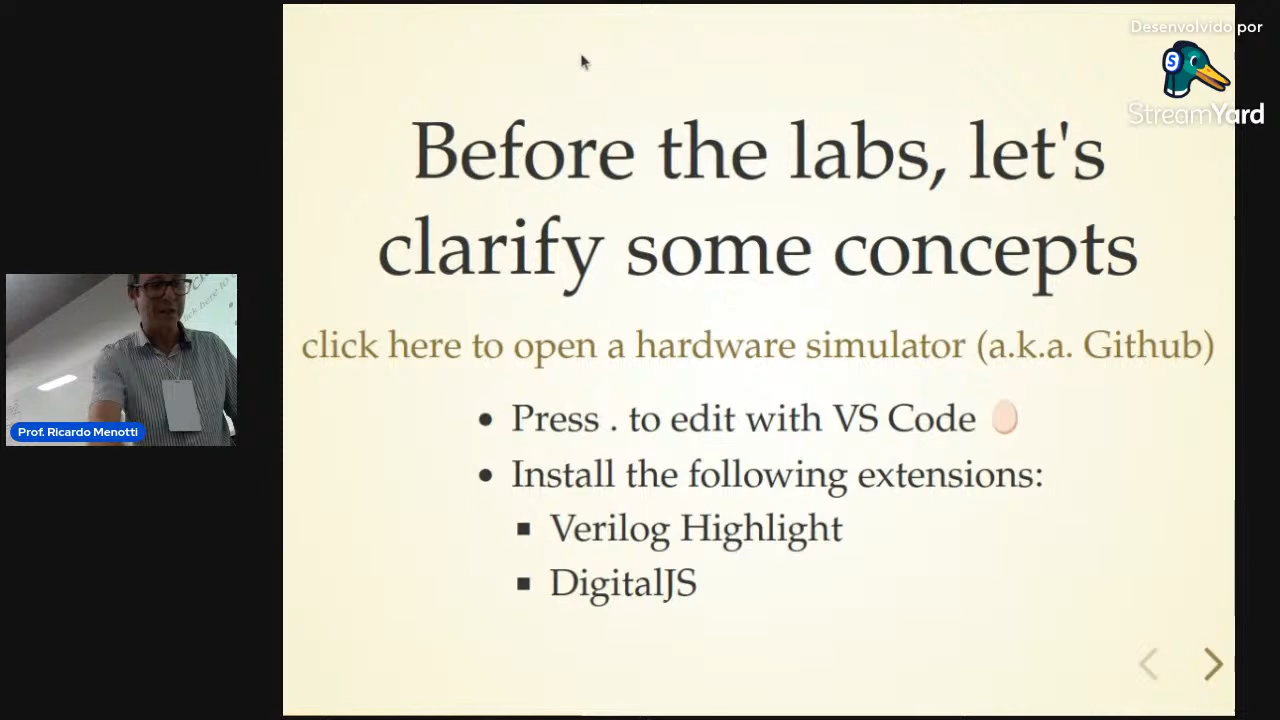 Desenvolvido por
StreamYard
Before the labs, let's
clarify some concepts
click here to open a hardware simulator (a.k.a. Github)
• Press . to edit with VS Code 🥚
• Install the following extensions:
▪ Verilog Highlight
▪ DigitalJS
Prof. Ricardo Menotti